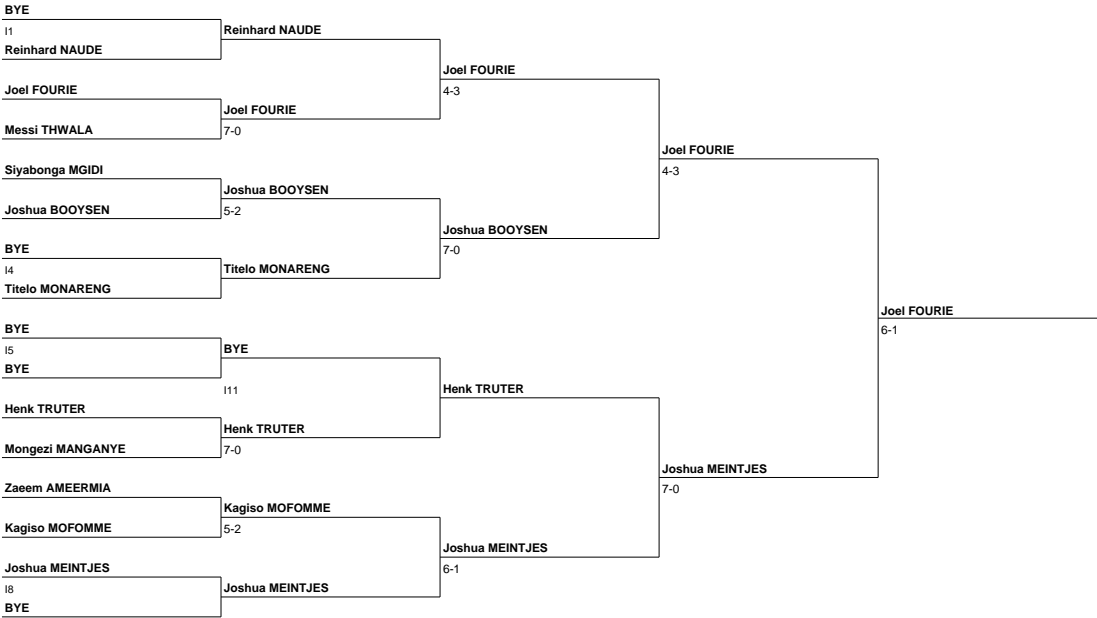 BYE
I1
Reinhard NAUDE
Joel FOURIE
Messi THWALA
Siyabonga MGIDI
Joshua BOOYSEN
BYE
I4
Titelo MONARENG
BYE
I5
BYE
Henk TRUTER
Mongezi MANGANYE
Zaeem AMEERMIA
Kagiso MOFOMME
Joshua MEINTJES
I8
BYE
Reinhard NAUDE
Joel FOURIE
7-0
Joshua BOOYSEN
5-2
Titelo MONARENG
BYE
I11
Henk TRUTER
7-0
Kagiso MOFOMME
5-2
Joshua MEINTJES
Joel FOURIE
4-3
Joshua BOOYSEN
7-0
Henk TRUTER
Joshua MEINTJES
6-1
Joel FOURIE
4-3
Joshua MEINTJES
7-0
Joel FOURIE
6-1